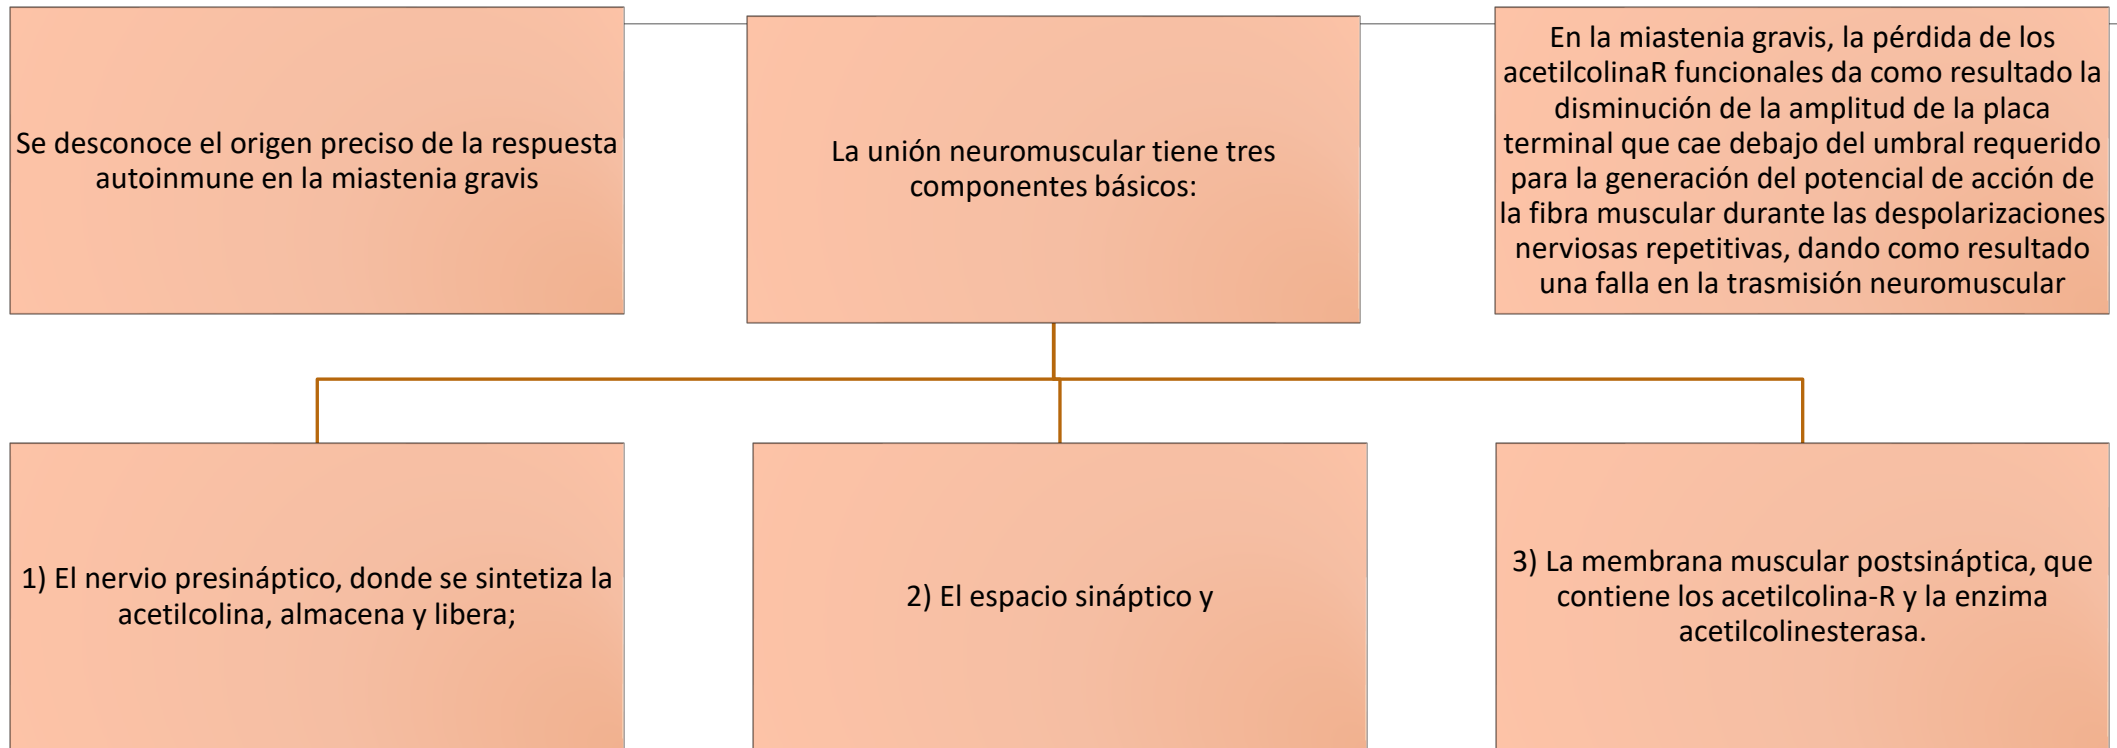 Se desconoce el origen preciso de la respuesta
autoinmune en la miastenia gravis
La unión neuromuscular tiene tres
componentes básicos:
En la miastenia gravis, la pérdida de los
acetilcolinaR funcionales da como resultado la
disminución de la amplitud de la placa
terminal que cae debajo del umbral requerido
para la generación del potencial de acción de
la fibra muscular durante las despolarizaciones
nerviosas repetitivas, dando como resultado
una falla en la trasmisión neuromuscular
1) El nervio presináptico, donde se sintetiza la
acetilcolina, almacena y libera;
2) El espacio sináptico y
3) La membrana muscular postsináptica, que
contiene los acetilcolina-R y la enzima
acetilcolinesterasa.